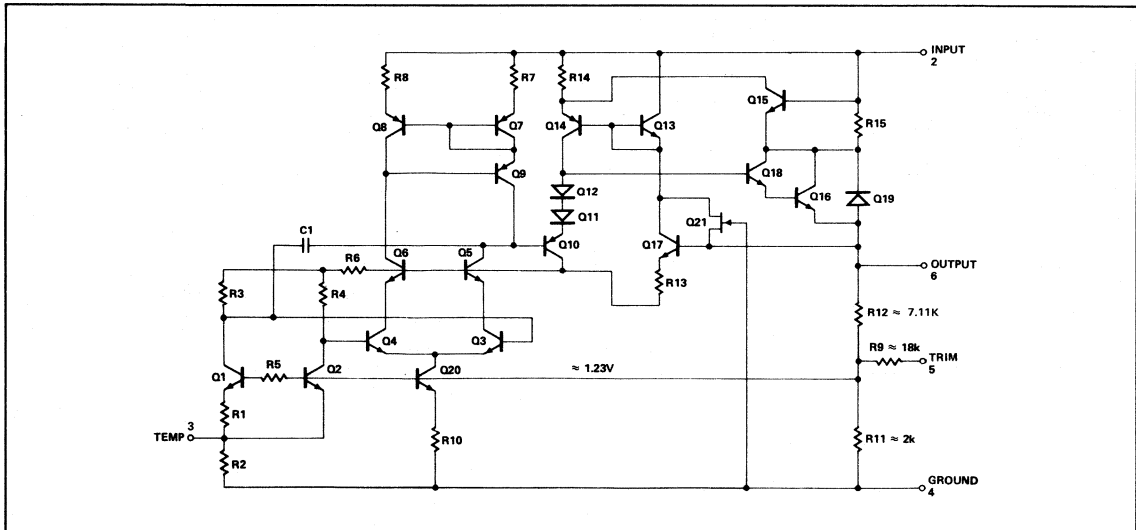 INPUT
2
R8
R7
R14
Q15
Q8
Q7
Q14
Q13
R15
Q9
Q18
Q12
Q16
Q19
Q21
Q11
C1
Q10
Q17
Q6
Q5
R6
OUTPUT
6
R3
R4
R13
R12 ≈ 7.11K
Q4
Q3
R9 ≈ 18k
TRIM
5
R5
Q1
Q2
Q20
≈ 1.23V
R1
3
TEMP
R10
R11 ≈ 2k
R2
GROUND
4